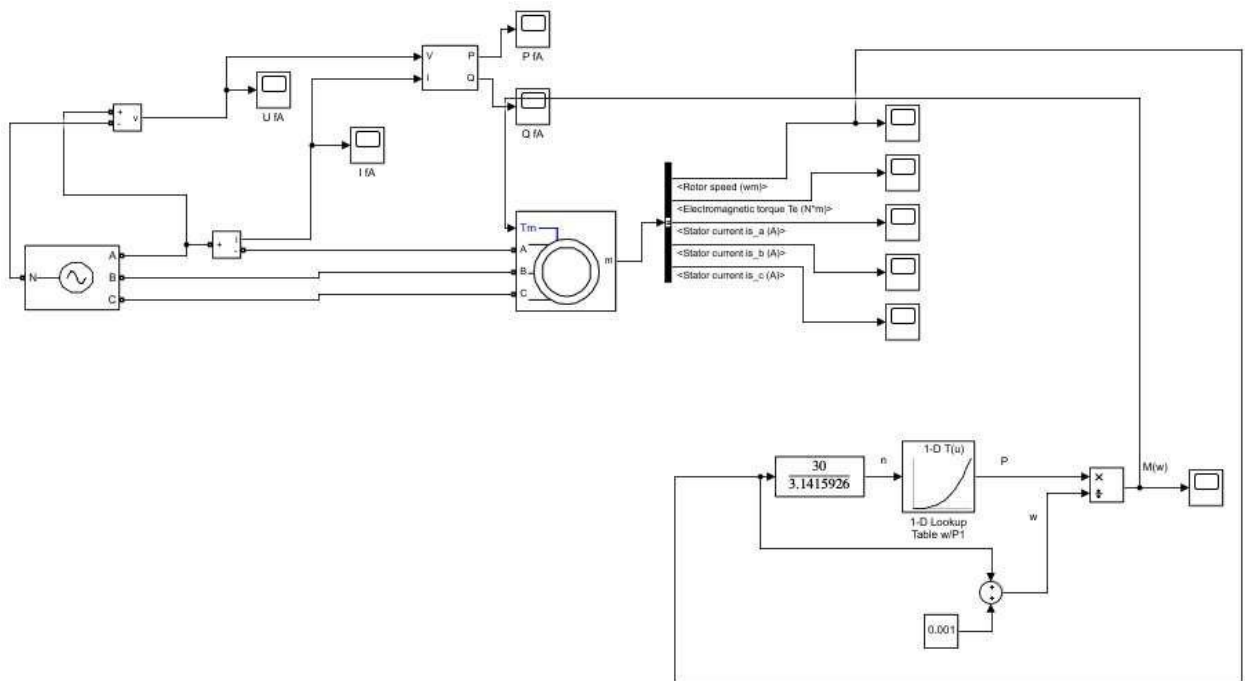 V
I
P
Q
P fA
U fA
Q fA
I fA
+
-
v
+
i
-
N
A
B
C
Tm
A
B
C
m
<Rotor speed (wm)>
<Electromagnetic torque Te (N*m)>
<Stator current is_a (A)>
<Stator current is_b (A)>
<Stator current is_c (A)>
30
3.1415926
n
1-D T(u)
1-D Lookup
Table w/P1
P
w
×
÷
M(w)
+
+
0.001